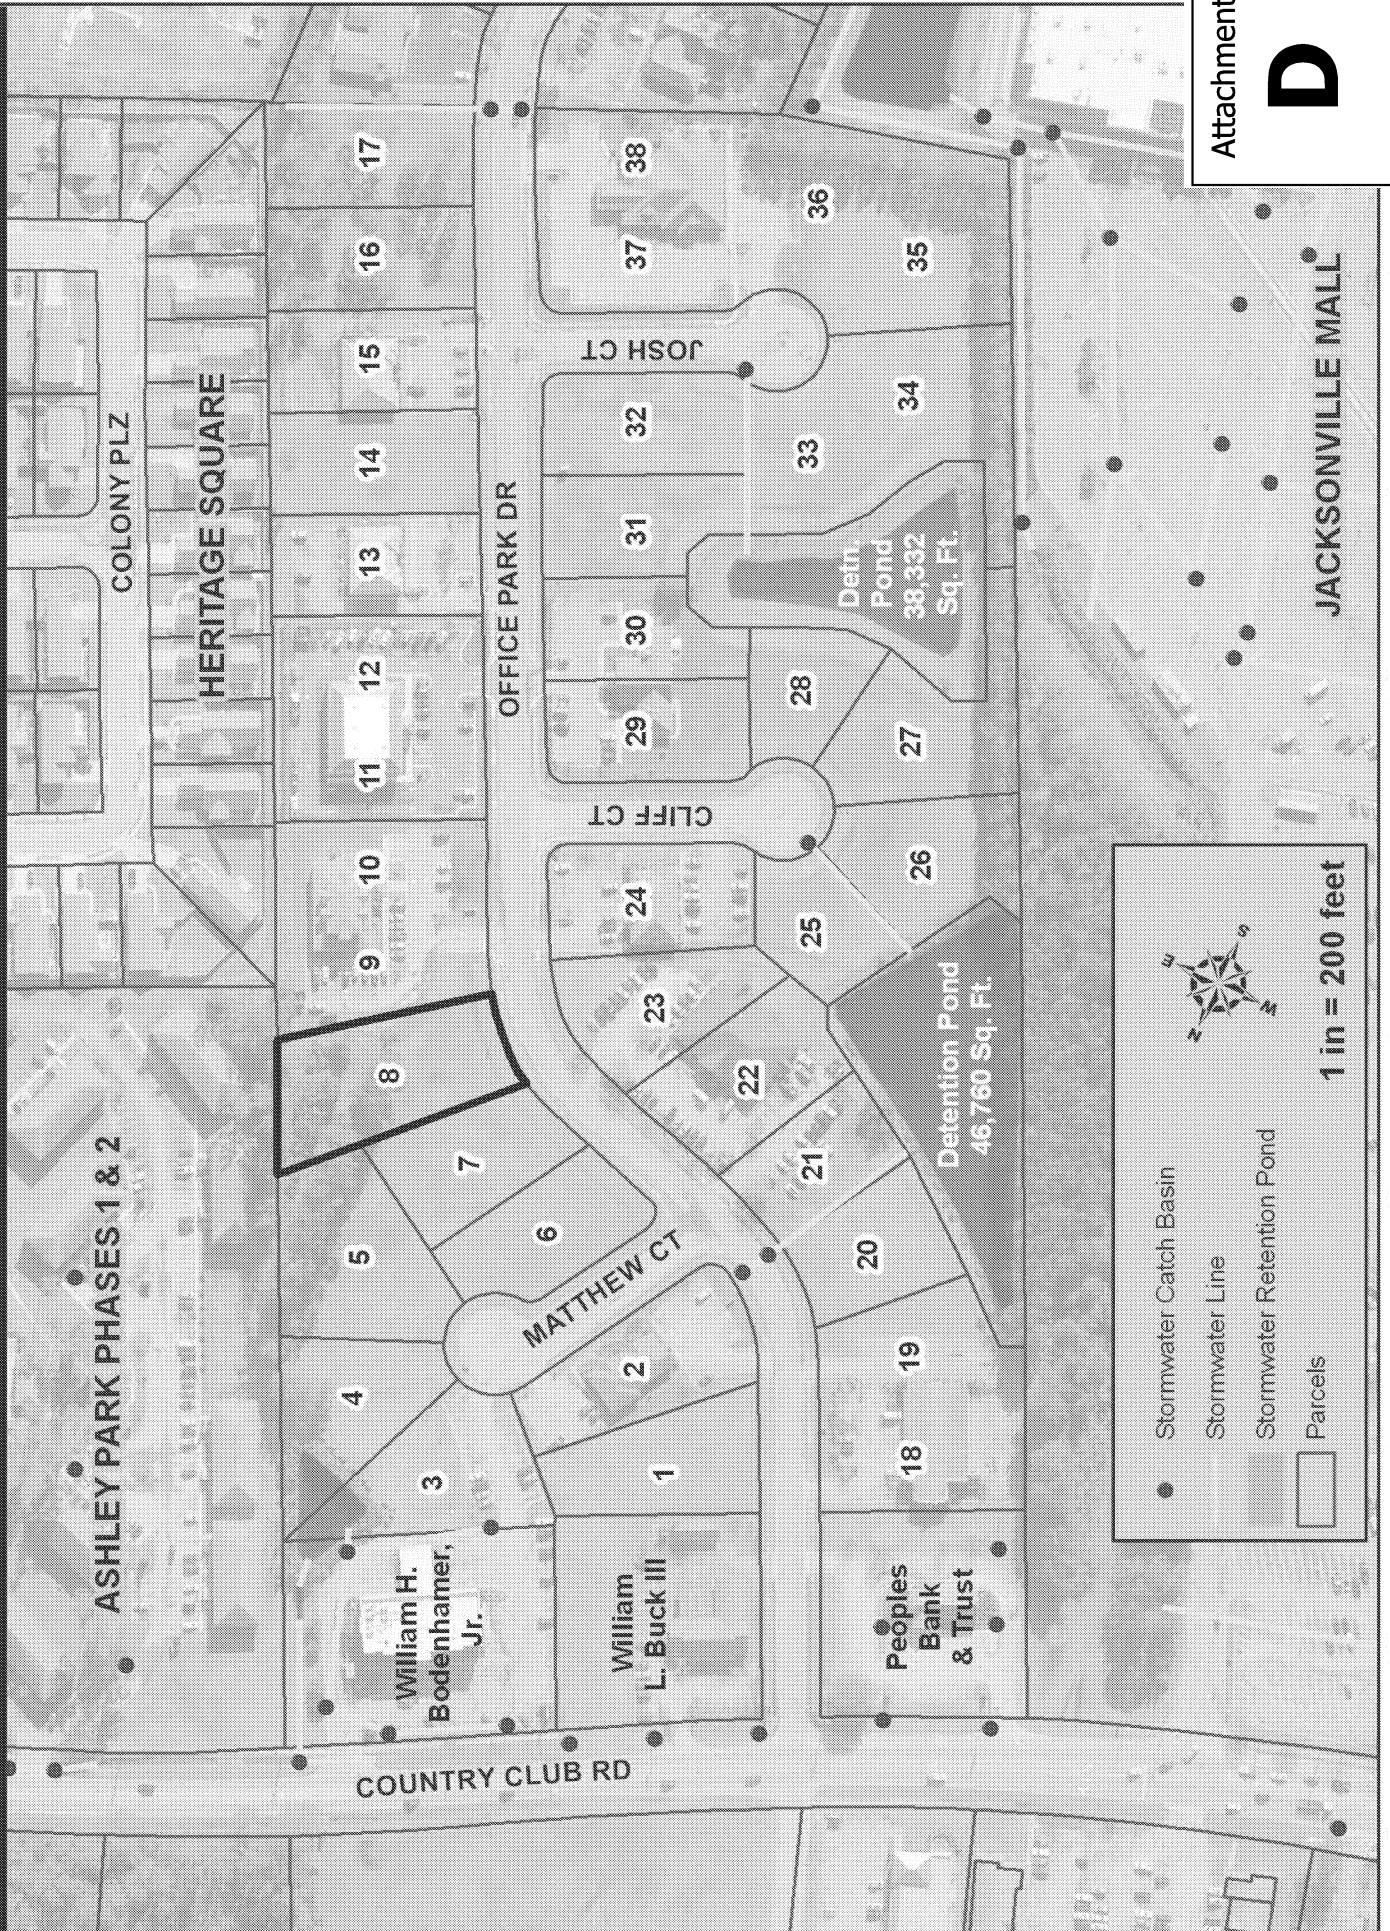 Attachment
D
COLONY PLZ
HERITAGE SQUARE
ASHLEY PARK PHASES 1 & 2
OFFICE PARK DR
JOSH CT
CLIFF CT
MATTHEW CT
COUNTRY CLUB RD
JACKSONVILLE MALL
William H.
Bodenhamer,
Jr.
William
L. Buck III
Peoples
Bank
& Trust
1
2
3
4
5
6
7
8
9
10
11
12
13
14
15
16
17
18
19
20
21
22
23
24
25
26
27
28
29
30
31
32
33
34
35
36
37
38
Detn.
Pond
38,332
Sq. Ft.
Detention Pond
46,760 Sq. Ft.
Stormwater Catch Basin
Stormwater Line
Stormwater Retention Pond
Parcels
N
E
S
W
1 in = 200 feet